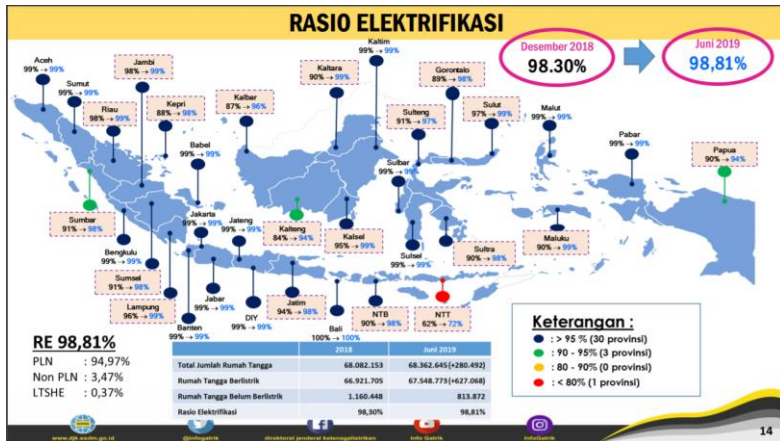 RASIO ELEKTRIFIKASI
Desember 2018
98.30%
Juni 2019
98,81%
Aceh
99% → 99%
Sumut
99% → 99%
Riau
98% → 99%
Jambi
98% → 99%
Kepri
88% → 98%
Babel
99% → 99%
Kalbar
87% → 96%
Kaltara
90% → 99%
Kaltim
99% → 99%
Gorontalo
89% → 98%
Sulteng
91% → 97%
Sulut
97% → 99%
Malut
99% → 99%
Pabar
99% → 99%
Papua
90% → 94%
Sulbar
99% → 99%
Sumbar
91% → 98%
Bengkulu
99% → 99%
Sumsel
91% → 98%
Lampung
96% → 99%
Jakarta
99% → 99%
Banten
99% → 99%
Jabar
99% → 99%
Jateng
99% → 99%
DIY
99% → 99%
Jatim
94% → 98%
Kalteng
84% → 94%
Kalsel
95% → 99%
Sulsel
99% → 99%
Sultra
90% → 98%
Maluku
90% → 99%
Bali
100% → 100%
NTB
90% → 98%
NTT
62% → 72%
RE 98,81%
PLN : 94,97%
Non PLN : 3,47%
LTSHE : 0,37%
2018 Juni 2019
Total Jumlah Rumah Tangga 68.082.153 68.362.645(+280.492)
Rumah Tangga Berlistrik 66.921.705 67.548.773(+627.068)
Rumah Tangga Belum Berlistrik 1.160.448 813.872
Rasio Elektrifikasi 98,30% 98,81%
Keterangan :
: > 95 % (30 provinsi)
: 90 - 95% (3 provinsi)
: 80 - 90% (0 provinsi)
: < 80% (1 provinsi)
www.djk.esdm.go.id @infogatrik direktorat jenderal ketenagalistrikan Info Gatrik @infoGatrik
14